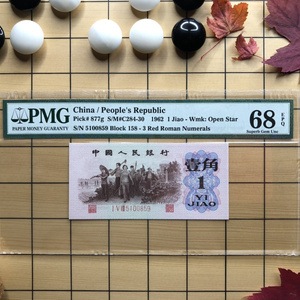 PMG
PAPER MONEY GUARANTY
China / People's Republic
Pick# 877g S/M#C284-30 1962 1 Jiao - Wmk: Open Star
S/N 5100859 Block 158 - 3 Red Roman Numerals
68 EPQ
Superb Gem Unc
中国人民银行
壹角
1
YI
JIAO
I V Ⅷ 5100859